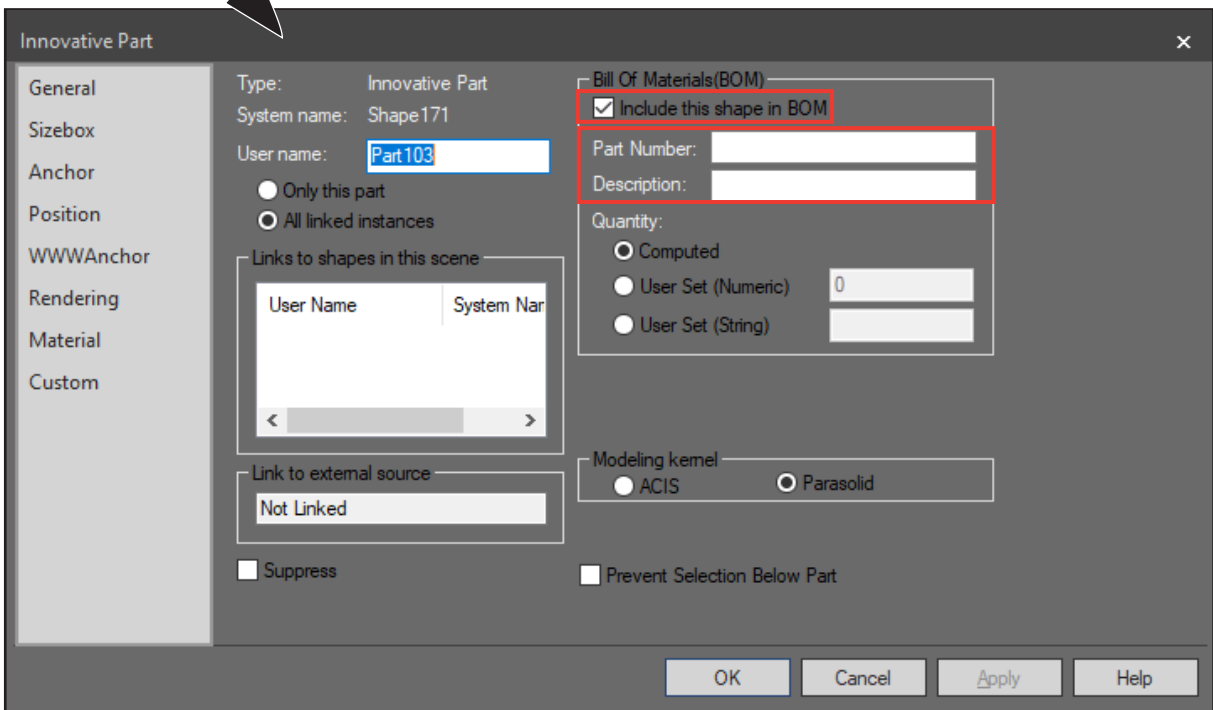 Innovative Part
General
Sizebox
Anchor
Position
WWWAnchor
Rendering
Material
Custom
Type: Innovative Part
System name: Shape171
User name: Part103
Only this part
All linked instances
Links to shapes in this scene
User Name System Nar
Link to external source
Not Linked
Suppress
Bill Of Materials(BOM)
Include this shape in BOM
Part Number:
Description:
Quantity:
Computed
User Set (Numeric) 0
User Set (String)
Modeling kernel
ACIS Parasolid
Prevent Selection Below Part
OK Cancel Apply Help